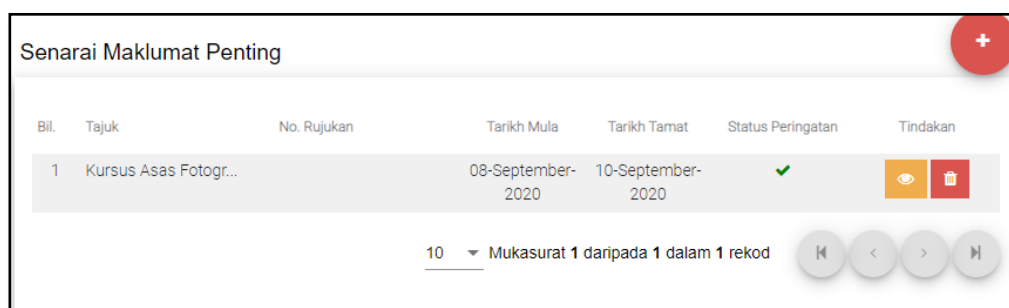 Senarai Maklumat Penting
+
Bil. Tajuk No. Rujukan Tarikh Mula Tarikh Tamat Status Peringatan Tindakan
1 Kursus Asas Fotogr... 08-September-2020 10-September-2020
10 Mukasurat 1 daripada 1 dalam 1 rekod